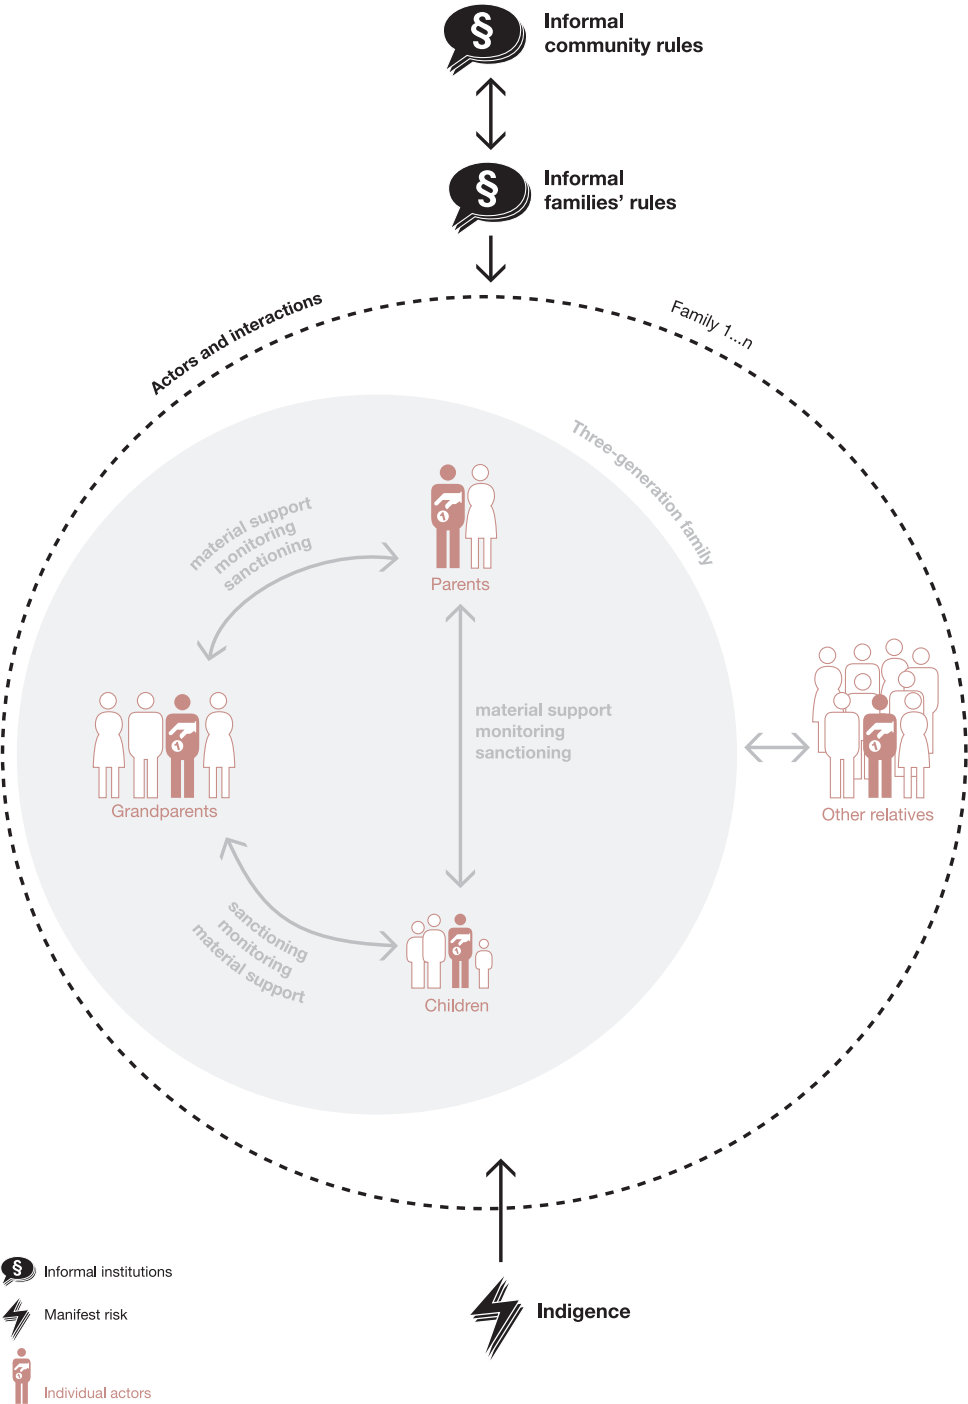 §
Informal
community rules
§
Informal
families’ rules
Actors and interactions
Family 1...n
Three-generation family
material support
monitoring
sanctioning
Parents
material support
monitoring
sanctioning
Grandparents
Other relatives
sanctioning
monitoring
material support
Children
Indigence
§ Informal institutions
Manifest risk
Individual actors